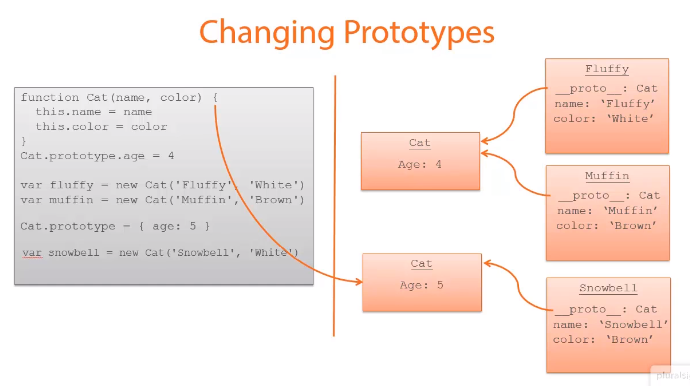 Changing Prototypes
function Cat(name, color) {
this.name = name
this.color = color
}
Cat.prototype.age = 4
var fluffy = new Cat('Fluffy', 'White')
var muffin = new Cat('Muffin', 'Brown')
Cat.prototype = { age: 5 }
var snowbell = new Cat('Snowbell', 'White')
Cat
Age: 4
Cat
Age: 5
Fluffy
__proto__: Cat
name: ‘Fluffy’
color: ‘White’
Muffin
__proto__: Cat
name: ‘Muffin’
color: ‘Brown’
Snowbell
__proto__: Cat
name: ‘Snowbell’
color: ‘Brown’